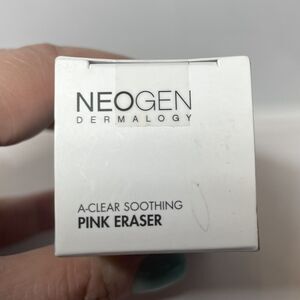 NEOGEN
DERMALOGY
A-CLEAR SOOTHING
PINK ERASER